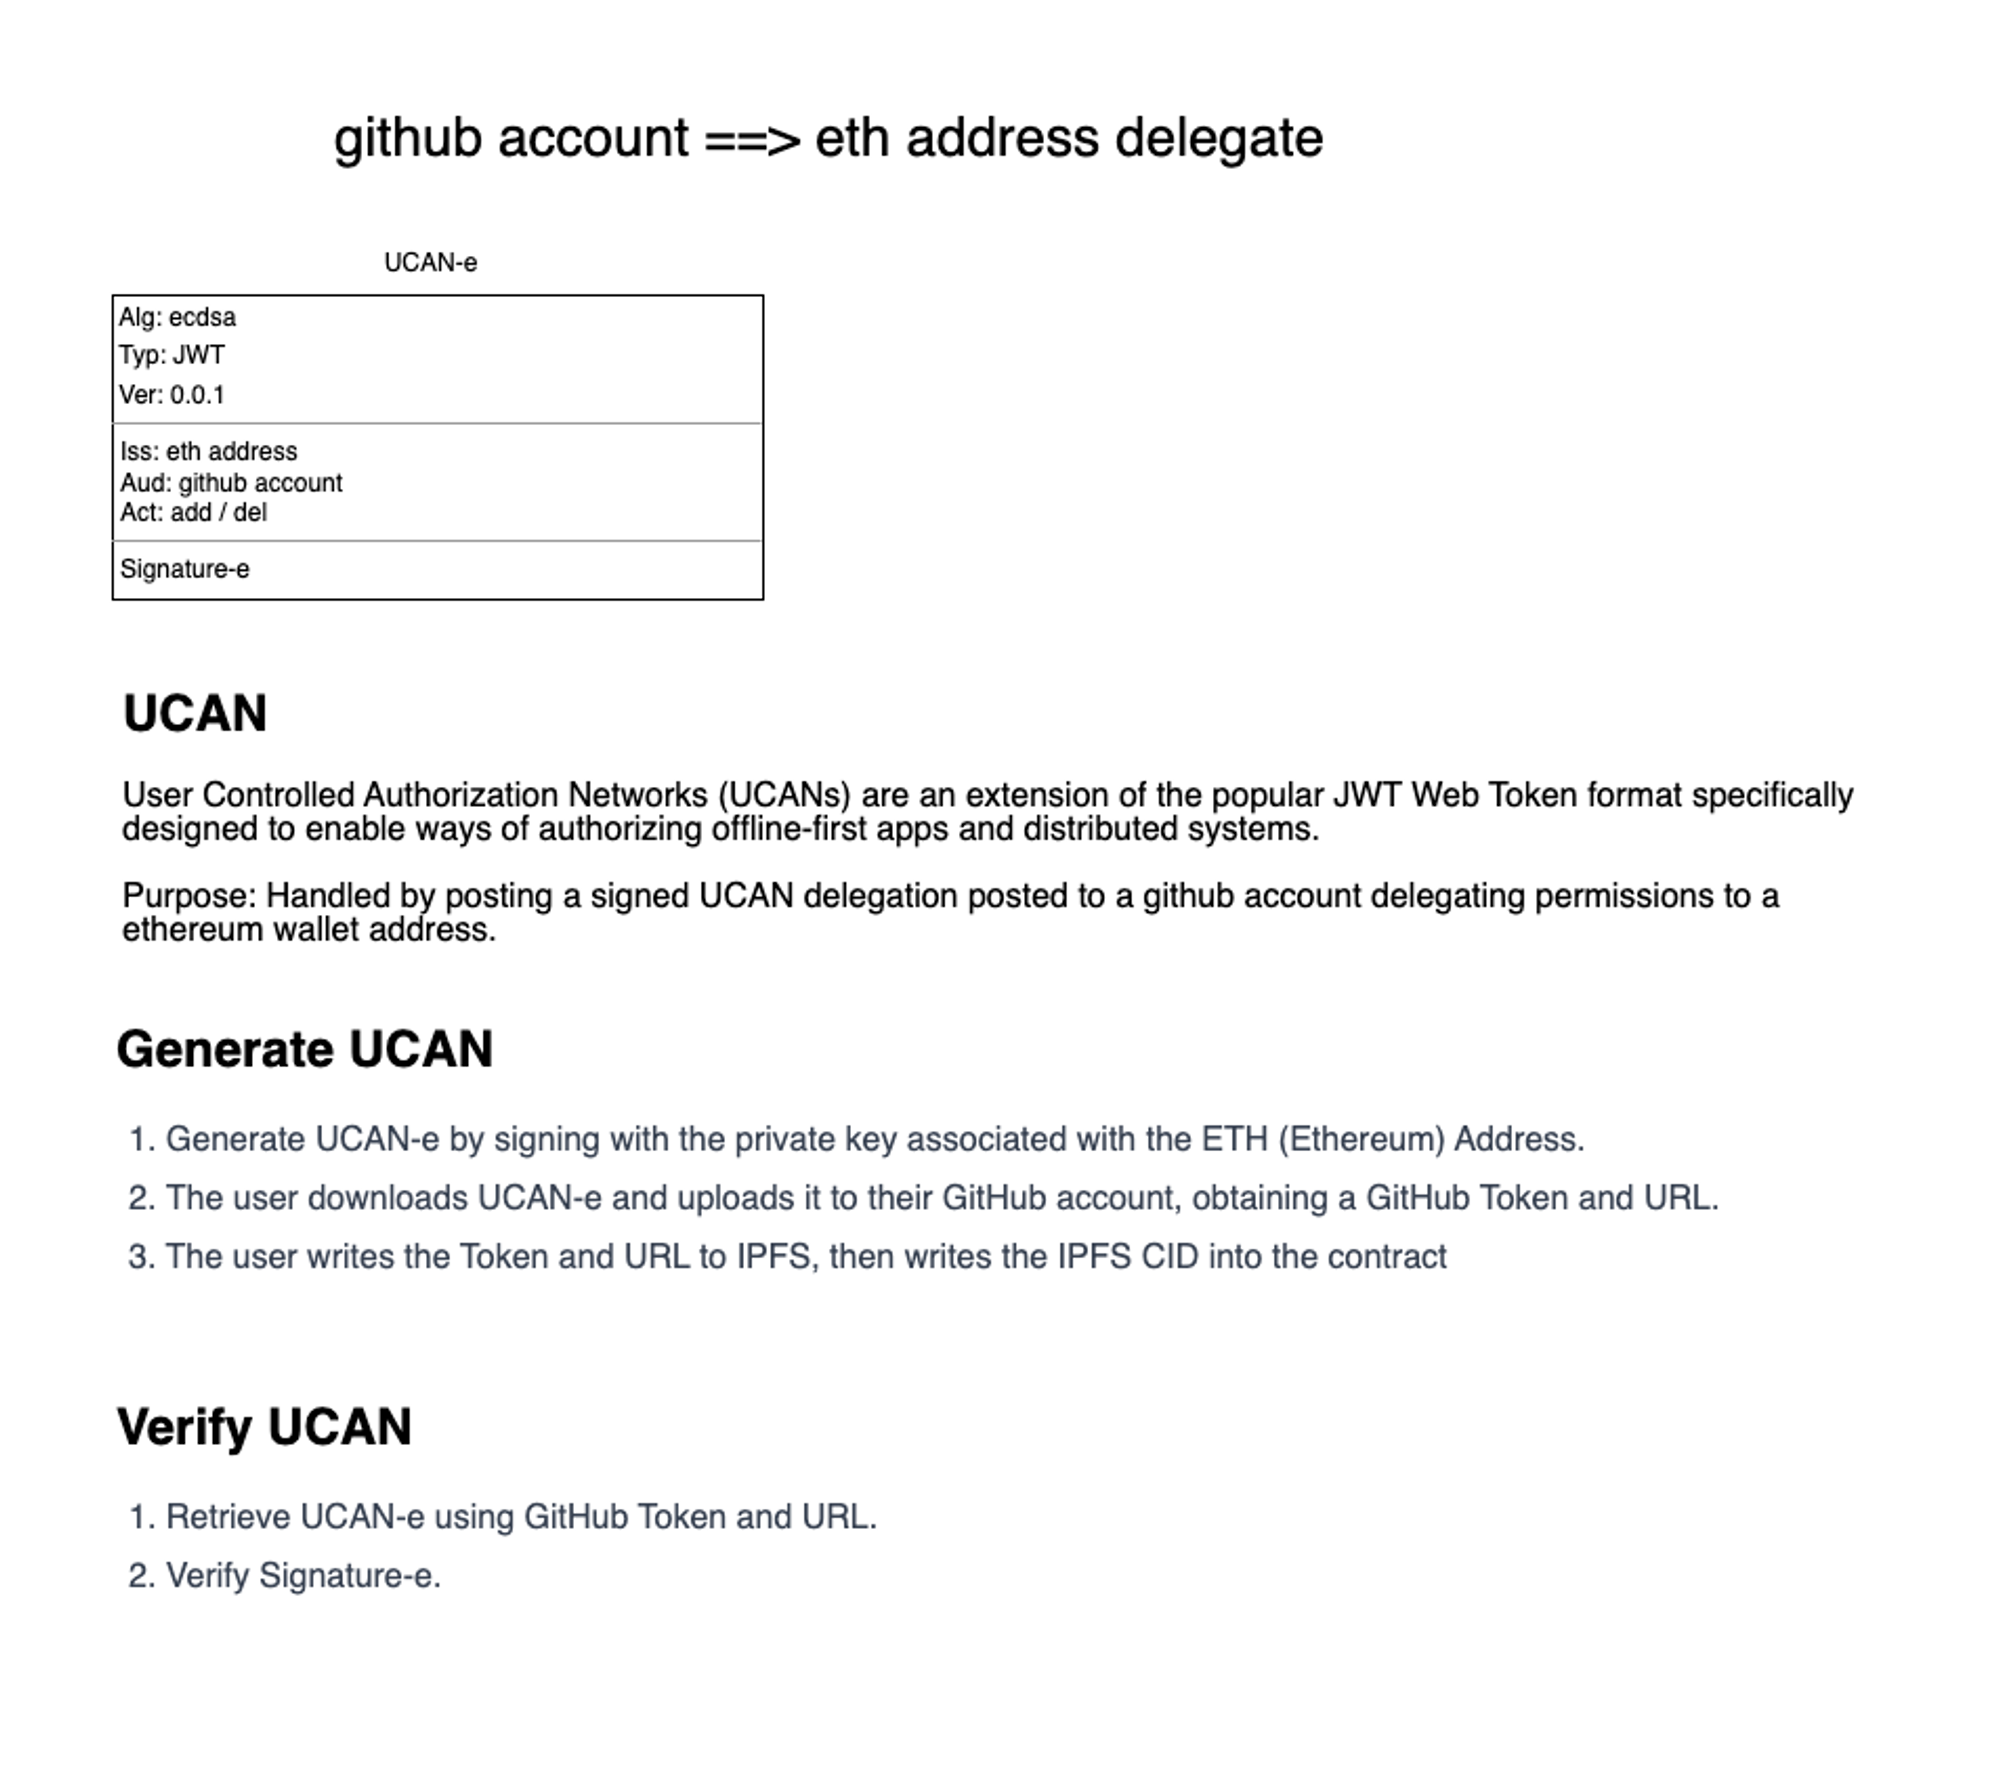 github account ==> eth address delegate
UCAN-e
Alg: ecdsa
Typ: JWT
Ver: 0.0.1
Iss: eth address
Aud: github account
Act: add / del
Signature-e
UCAN
User Controlled Authorization Networks (UCANs) are an extension of the popular JWT Web Token format specifically
designed to enable ways of authorizing offline-first apps and distributed systems.
Purpose: Handled by posting a signed UCAN delegation posted to a github account delegating permissions to a
ethereum wallet address.
Generate UCAN
1. Generate UCAN-e by signing with the private key associated with the ETH (Ethereum) Address.
2. The user downloads UCAN-e and uploads it to their GitHub account, obtaining a GitHub Token and URL.
3. The user writes the Token and URL to IPFS, then writes the IPFS CID into the contract
Verify UCAN
1. Retrieve UCAN-e using GitHub Token and URL.
2. Verify Signature-e.